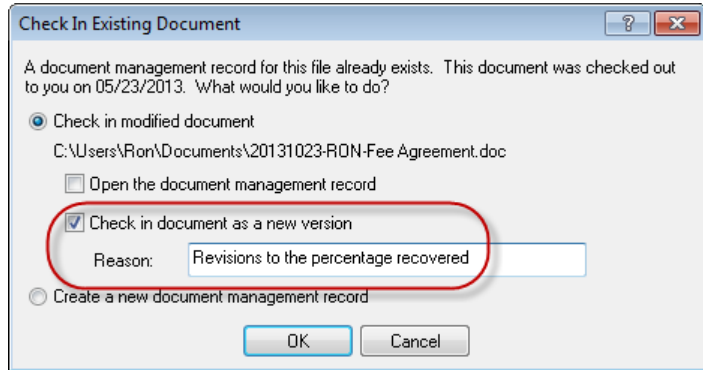 Check In Existing Document
A document management record for this file already exists.  This document was checked out
to you on 05/23/2013.  What would you like to do?
Check in modified document
C:\Users\Ron\Documents\20131023-RON-Fee Agreement.doc
Open the document management record
Check in document as a new version
Reason: Revisions to the percentage recovered
Create a new document management record
OK Cancel